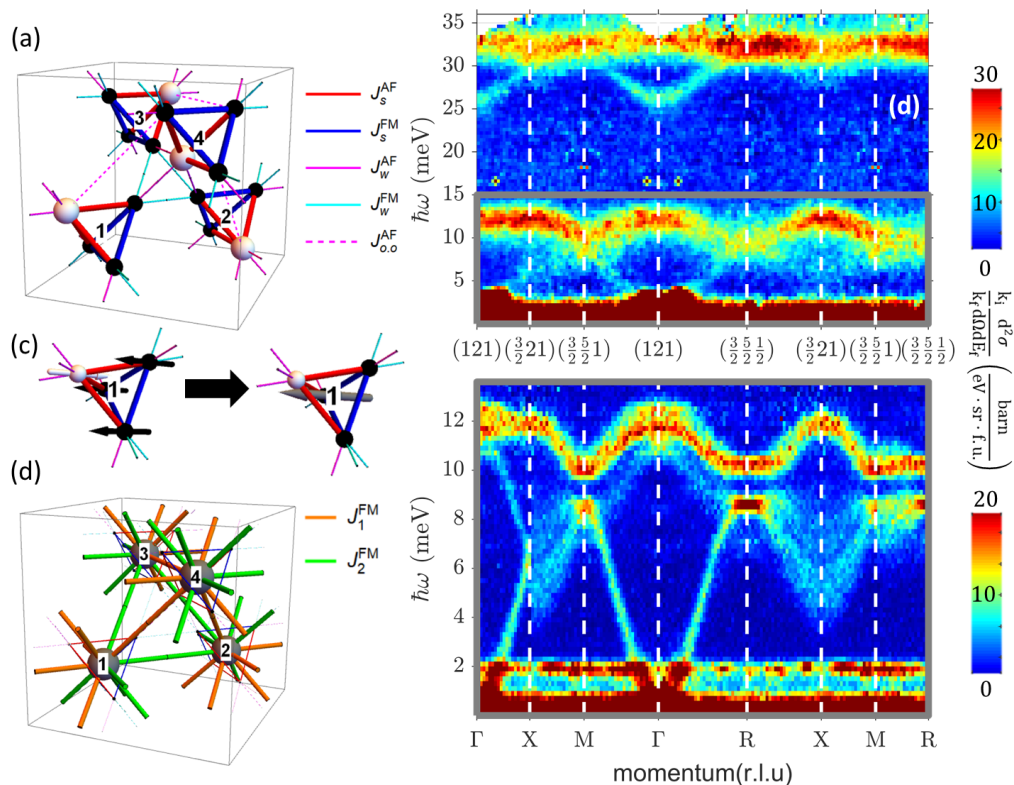 (a)
3
4
1
2
J_s^AF
J_s^FM
J_w^AF
J_w^FM
J_o.o^AF
(c)
1
1
(d)
3
4
1
2
J_1^FM
J_2^FM
35
30
25
20
15
10
5
ħω (meV)
ħω (meV)
(d)
(121) (3/2 21) (3/2 5/2 1) (121) (3/2 5/2 1/2) (3/2 21) (3/2 5/2 1) (3/2 5/2 1/2)
12
10
8
6
4
2
ħω (meV)
Γ X M Γ R X M R
momentum(r.l.u)
30
20
10
0
k_i/k_f d²σ/dΩdE_f (barn/eV · sr · f.u.)
20
10
0